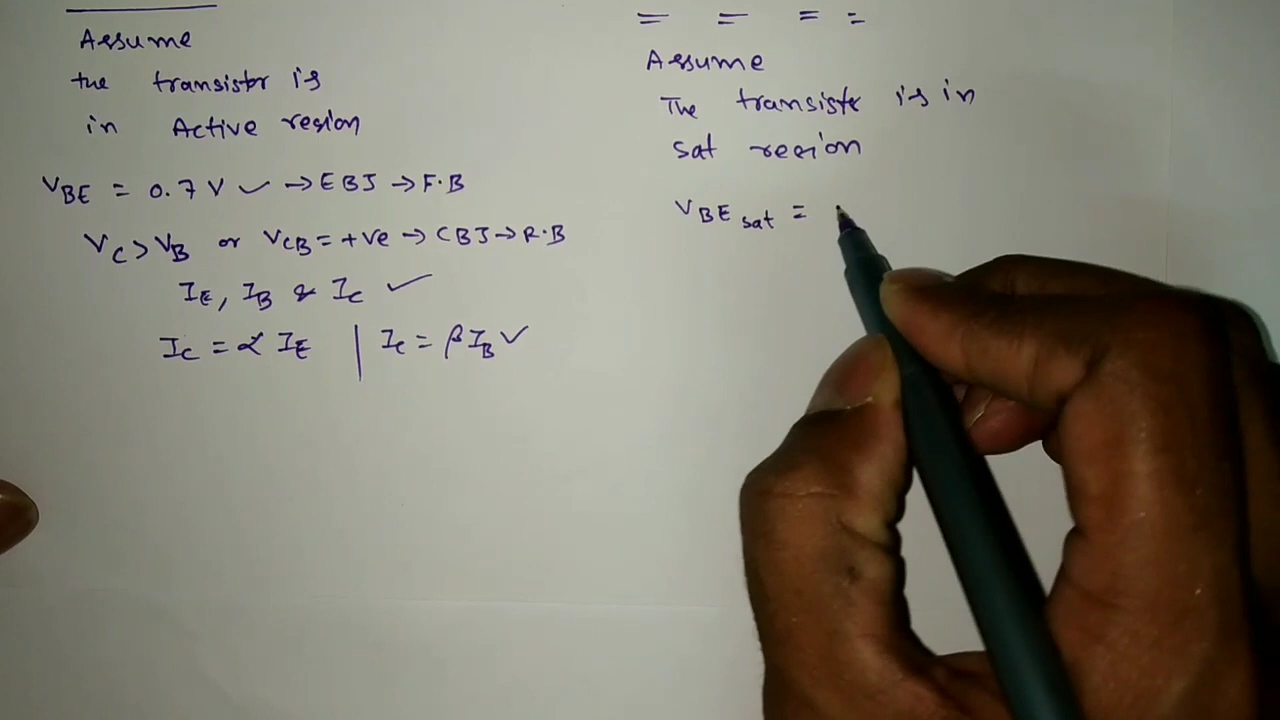 Assume
the transistor is
in Active region
VBE = 0.7 V ✓ → EBJ → F.B
VC > VB or VCB = +ve → CBJ → R.B
IE, IB & IC ✓
IC = α IE | IC = β IB ✓
= = = =
Assume
The transistr is in
sat region
VBE sat =